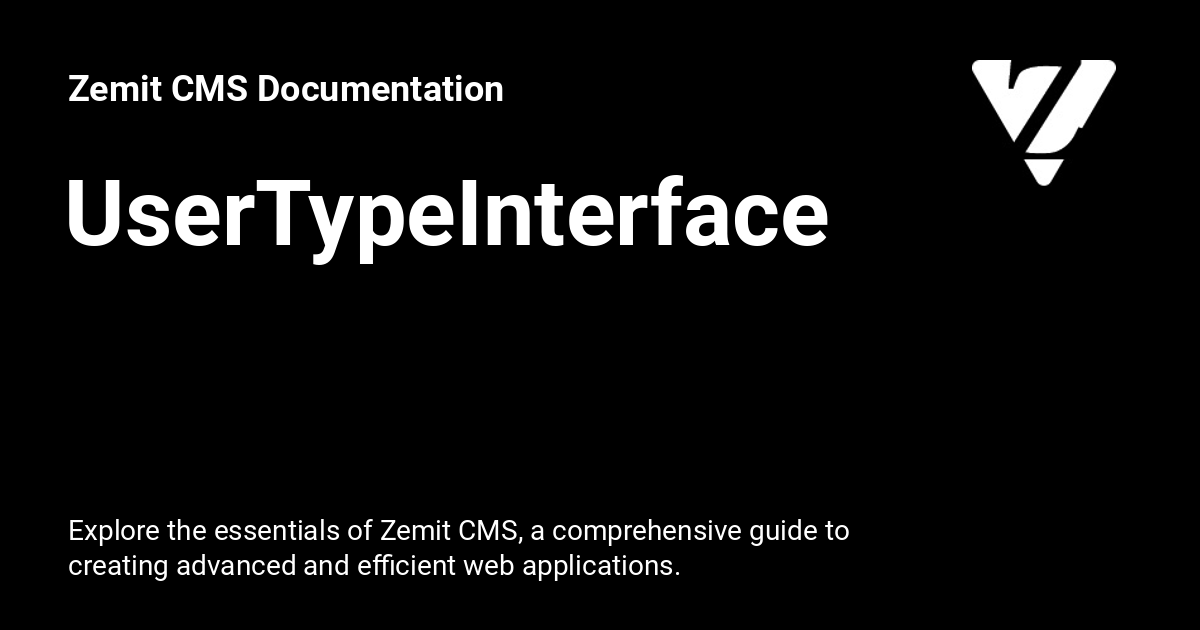 Zemit CMS Documentation
UserTypeInterface
Explore the essentials of Zemit CMS, a comprehensive guide to
creating advanced and efficient web applications.